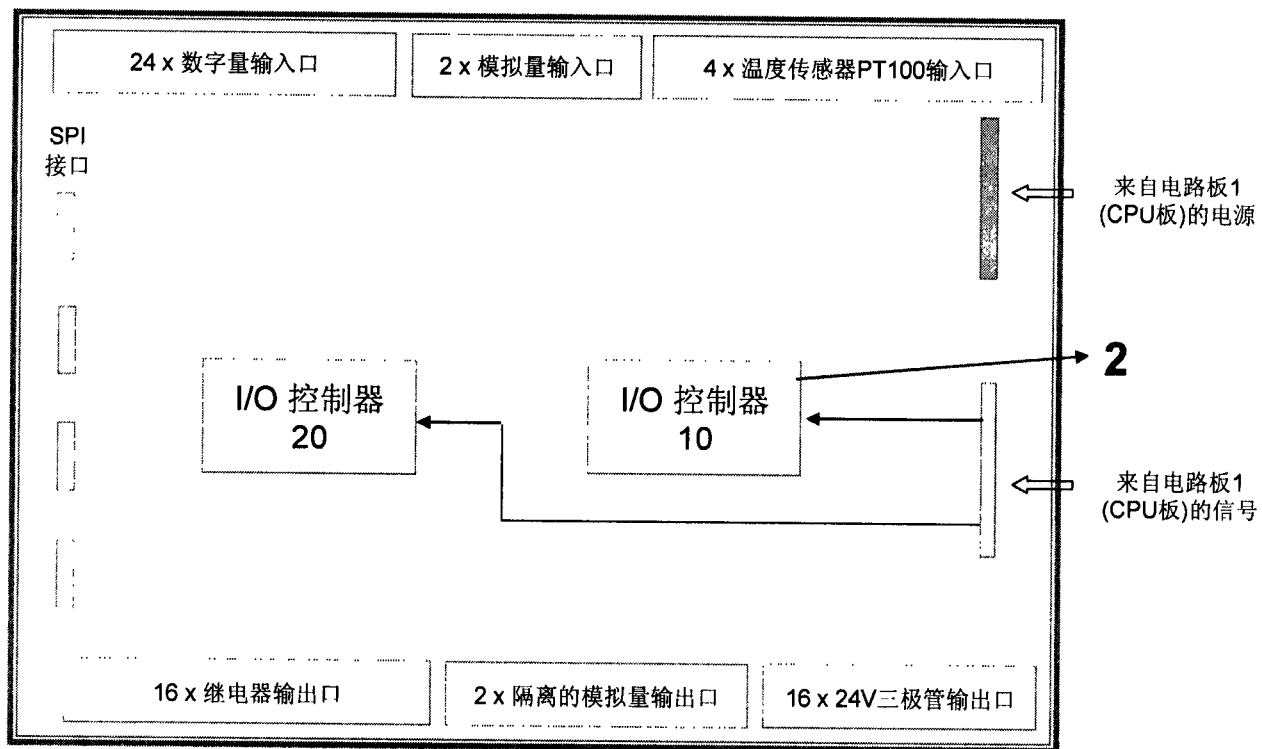 24 x 数字量输入口
2 x 模拟量输入口
4 x 温度传感器PT100输入口
SPI
接口
来自电路板1
(CPU板)的电源
2
I/O 控制器
20
I/O 控制器
10
来自电路板1
(CPU板)的信号
16 x 继电器输出口
2 x 隔离的模拟量输出口
16 x 24V三极管输出口